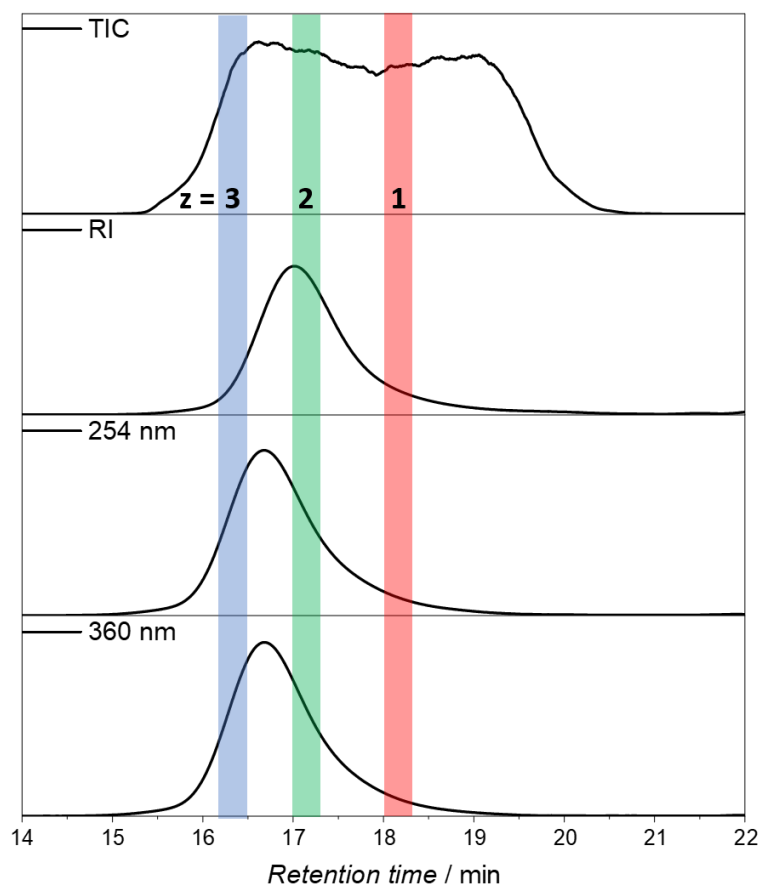 TIC
z = 3 2 1
RI
254 nm
360 nm
14 15 16 17 18 19 20 21 22
Retention time / min